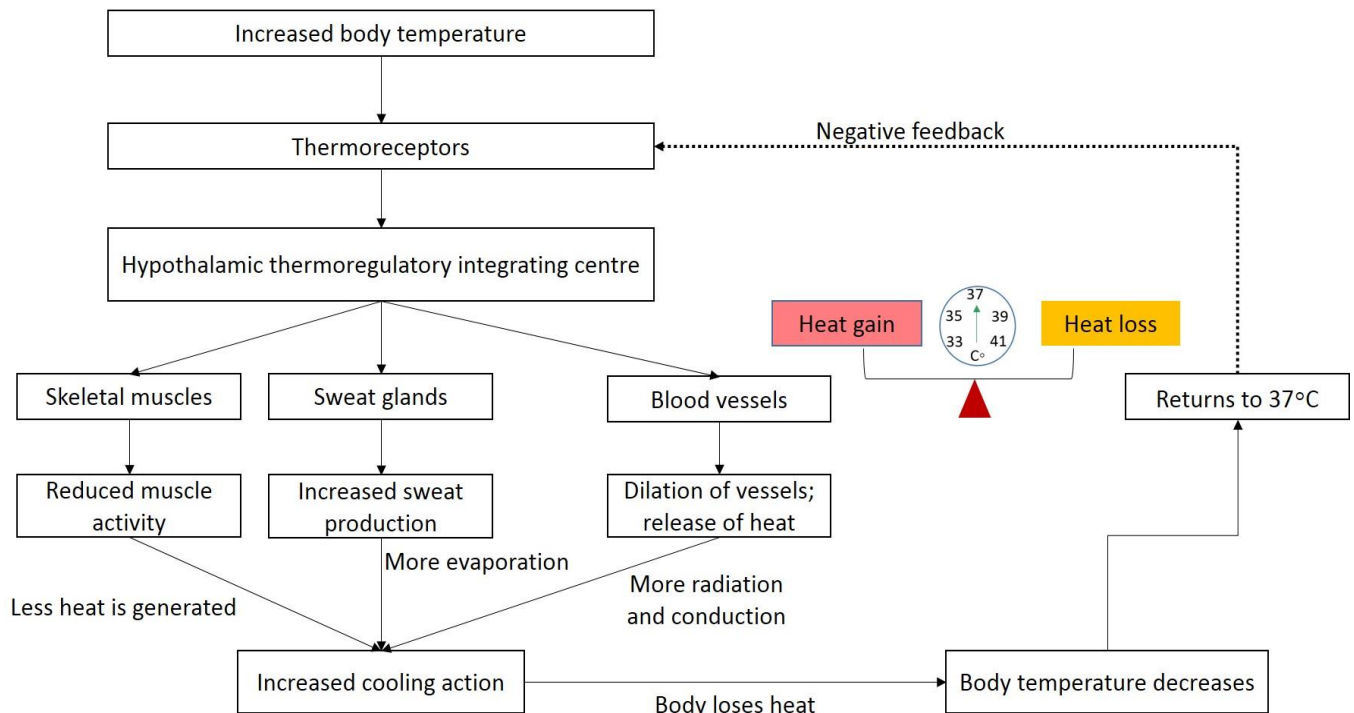 Increased body temperature
Negative feedback
Thermoreceptors
Hypothalamic thermoregulatory integrating centre
37
35
39
33
41
C°
Heat gain
Heat loss
Skeletal muscles
Sweat glands
Blood vessels
Returns to 37°C
Reduced muscle
activity
Increased sweat
production
Dilation of vessels;
release of heat
More evaporation
Less heat is generated
More radiation
and conduction
Increased cooling action
Body loses heat
Body temperature decreases